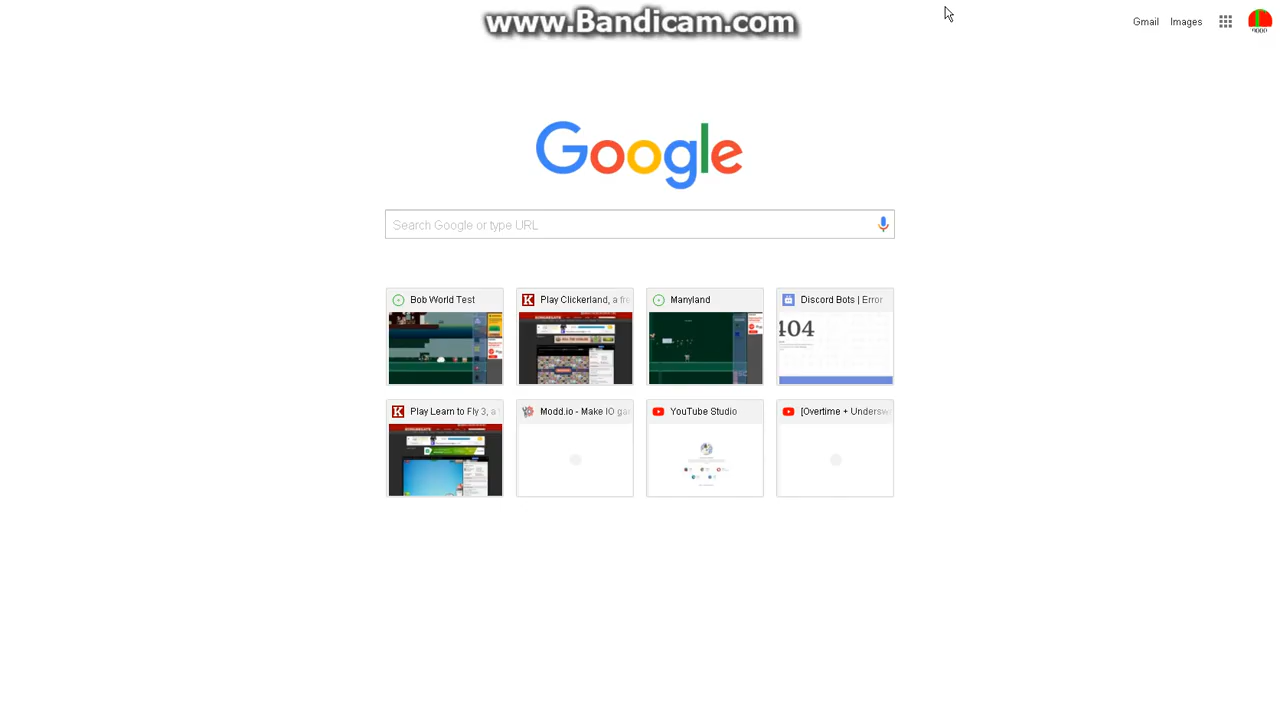 www.Bandicam.com
Gmail Images
Google
Search Google or type URL
Bob World Test
Play Clickerland, a fre
Manyland
Discord Bots | Error
404
Play Learn to Fly 3, a
Modd.io - Make IO ga
YouTube Studio
[Overtime + Undersw